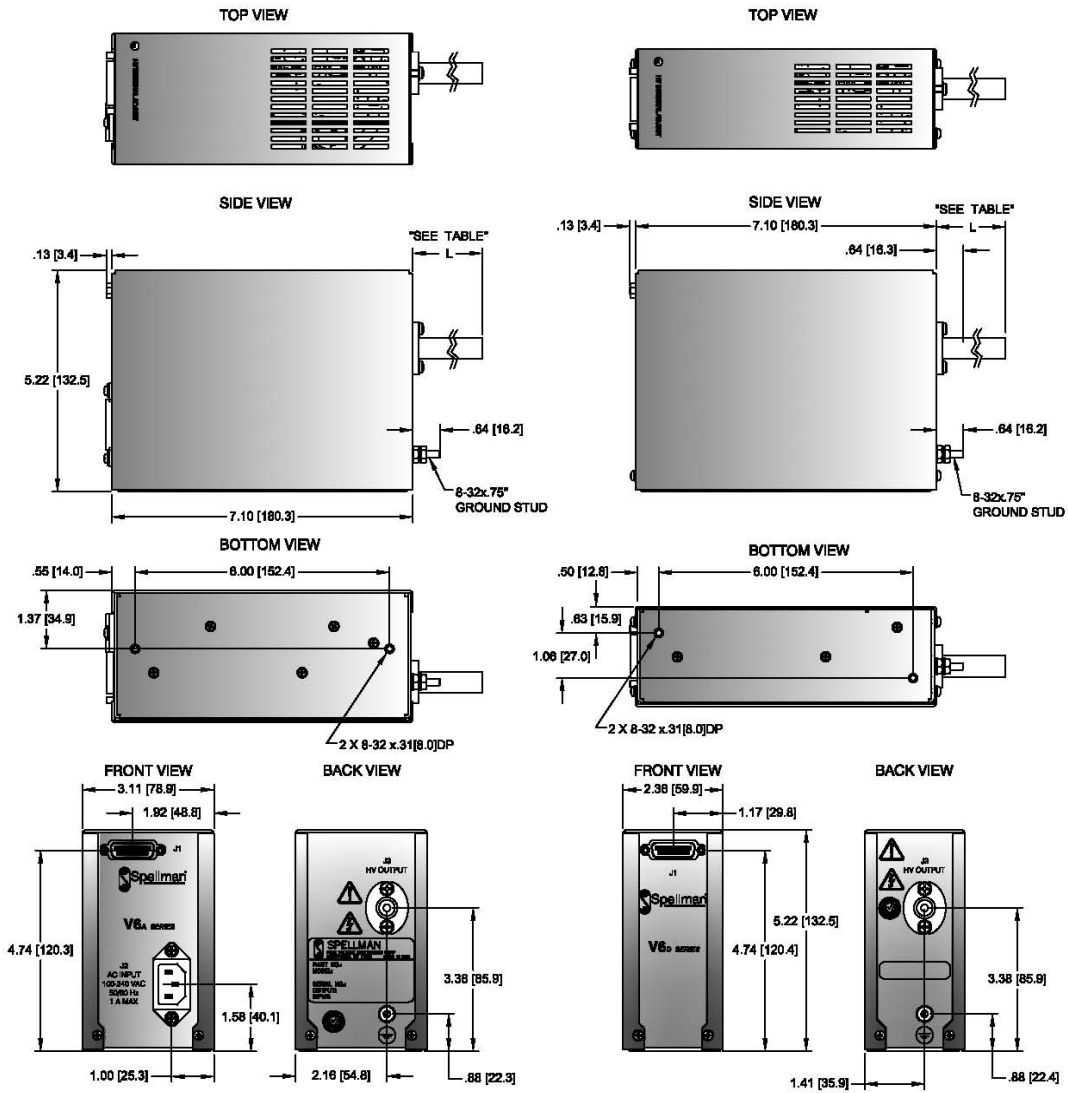 TOP VIEW
TOP VIEW
SIDE VIEW
.13 [3.4]
"SEE TABLE"
L
5.22 [132.5]
.64 [16.2]
8-32x.75"
GROUND STUD
7.10 [180.3]
SIDE VIEW
.13 [3.4]
7.10 [180.3]
"SEE TABLE"
L
.64 [16.3]
.64 [16.2]
8-32x.75"
GROUND STUD
BOTTOM VIEW
.55 [14.0]
6.00 [152.4]
1.37 [34.9]
2 X 8-32 x.31[8.0]DP
BOTTOM VIEW
.50 [12.8]
6.00 [152.4]
.63 [15.9]
1.06 [27.0]
2 X 8-32 x.31[8.0]DP
FRONT VIEW
3.11 [78.9]
1.92 [48.8]
J1
Spellman
V6A SERIES
4.74 [120.3]
J2
AC INPUT
100-240 VAC
50/60 Hz
1 A MAX
1.58 [40.1]
1.00 [25.3]
BACK VIEW
J3
HV OUTPUT
SPELLMAN
PART NO.:
MODEL:
SERIAL NO.:
OUTPUT:
INPUT:
3.38 [85.9]
2.16 [54.8]
.88 [22.3]
FRONT VIEW
2.36 [59.9]
1.17 [29.8]
J1
Spellman
V6D SERIES
5.22 [132.5]
4.74 [120.4]
BACK VIEW
J3
HV OUTPUT
3.38 [85.9]
1.41 [35.9]
.88 [22.4]